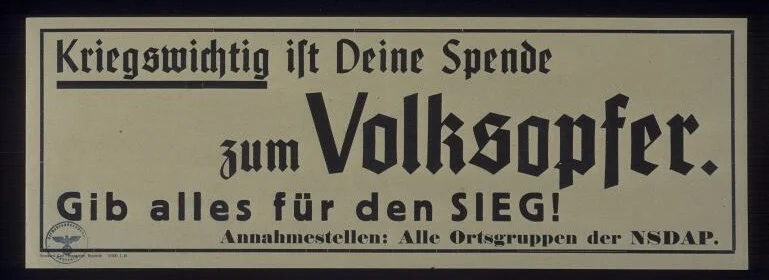 Kriegswichtig ist Deine Spende
zum Volksopfer.
Gib alles für den SIEG!
Annahmestellen: Alle Ortsgruppen der NSDAP.